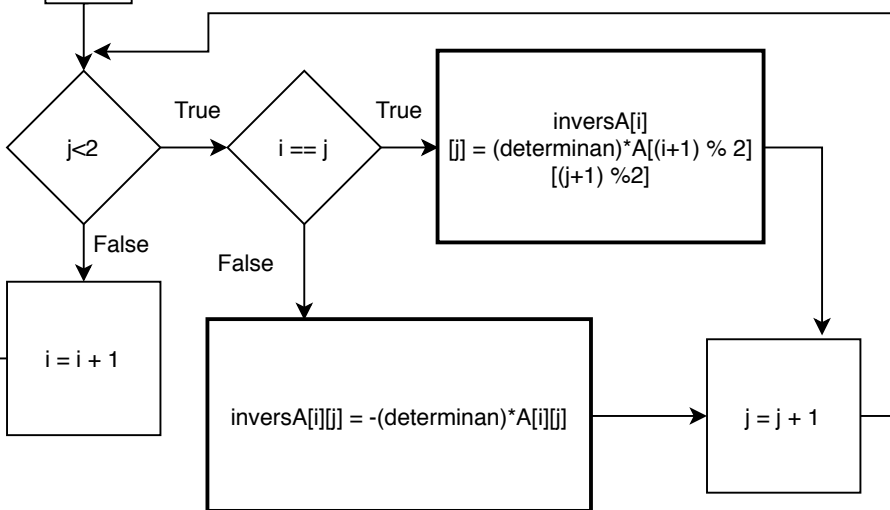 j<2
True
i == j
True
inversA[i]
[j] = (determinan)*A[(i+1) % 2]
[(j+1) %2]
False
False
i = i + 1
inversA[i][j] = -(determinan)*A[i][j]
j = j + 1